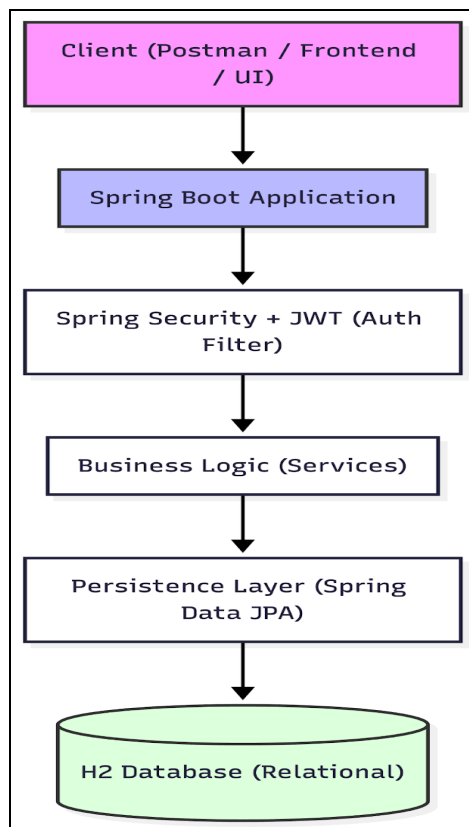 Client (Postman / Frontend
/ UI)
Spring Boot Application
Spring Security + JWT (Auth
Filter)
Business Logic (Services)
Persistence Layer (Spring
Data JPA)
H2 Database (Relational)